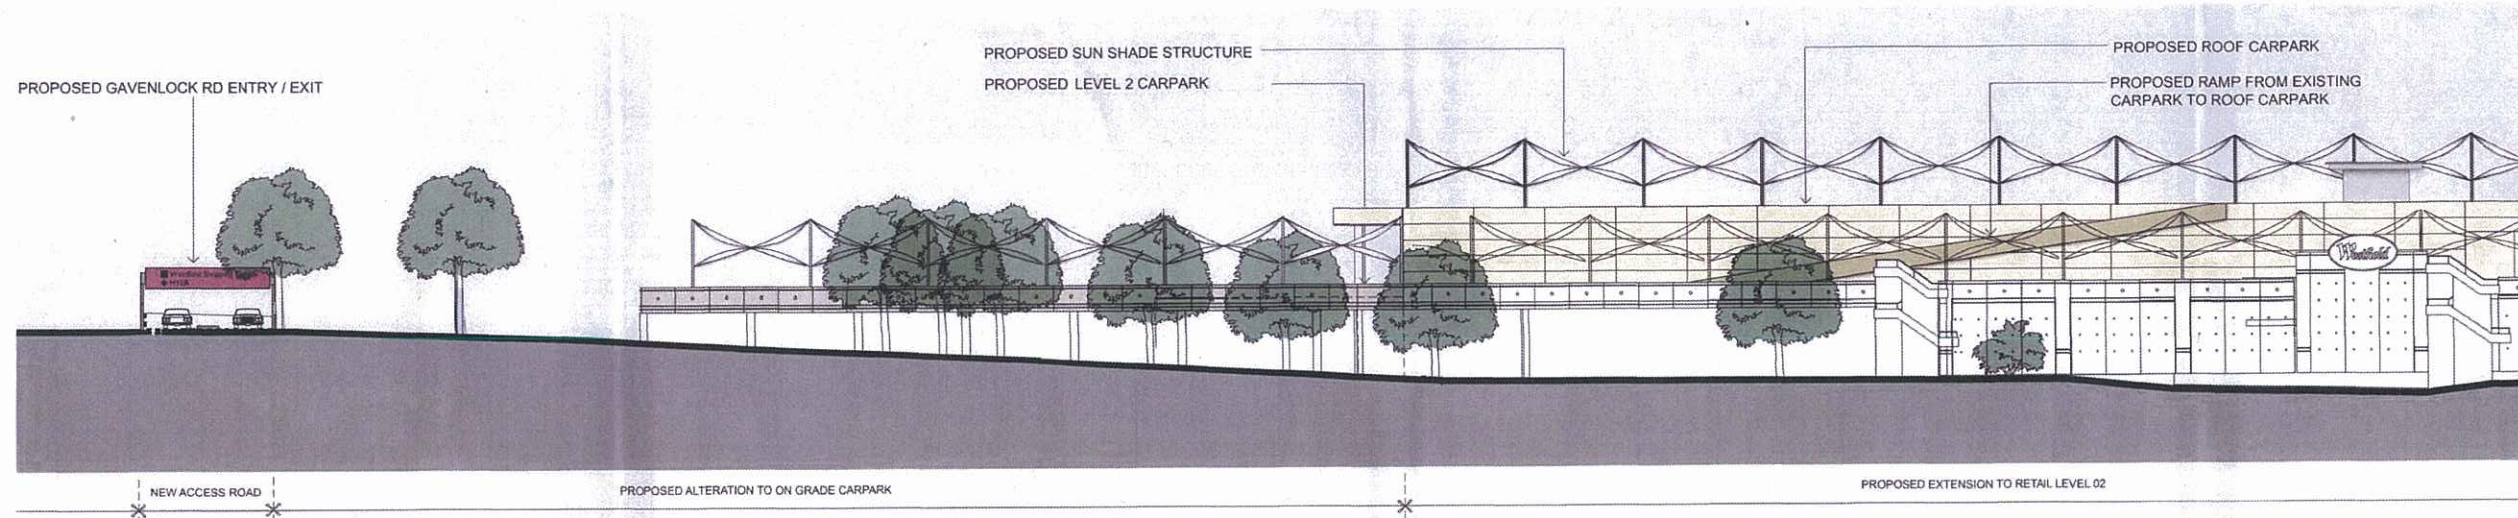 PROPOSED GAVENLOCK RD ENTRY / EXIT
PROPOSED SUN SHADE STRUCTURE
PROPOSED LEVEL 2 CARPARK
PROPOSED ROOF CARPARK
PROPOSED RAMP FROM EXISTING
CARPARK TO ROOF CARPARK
Westfield
NEW ACCESS ROAD
PROPOSED ALTERATION TO ON GRADE CARPARK
PROPOSED EXTENSION TO RETAIL LEVEL 02